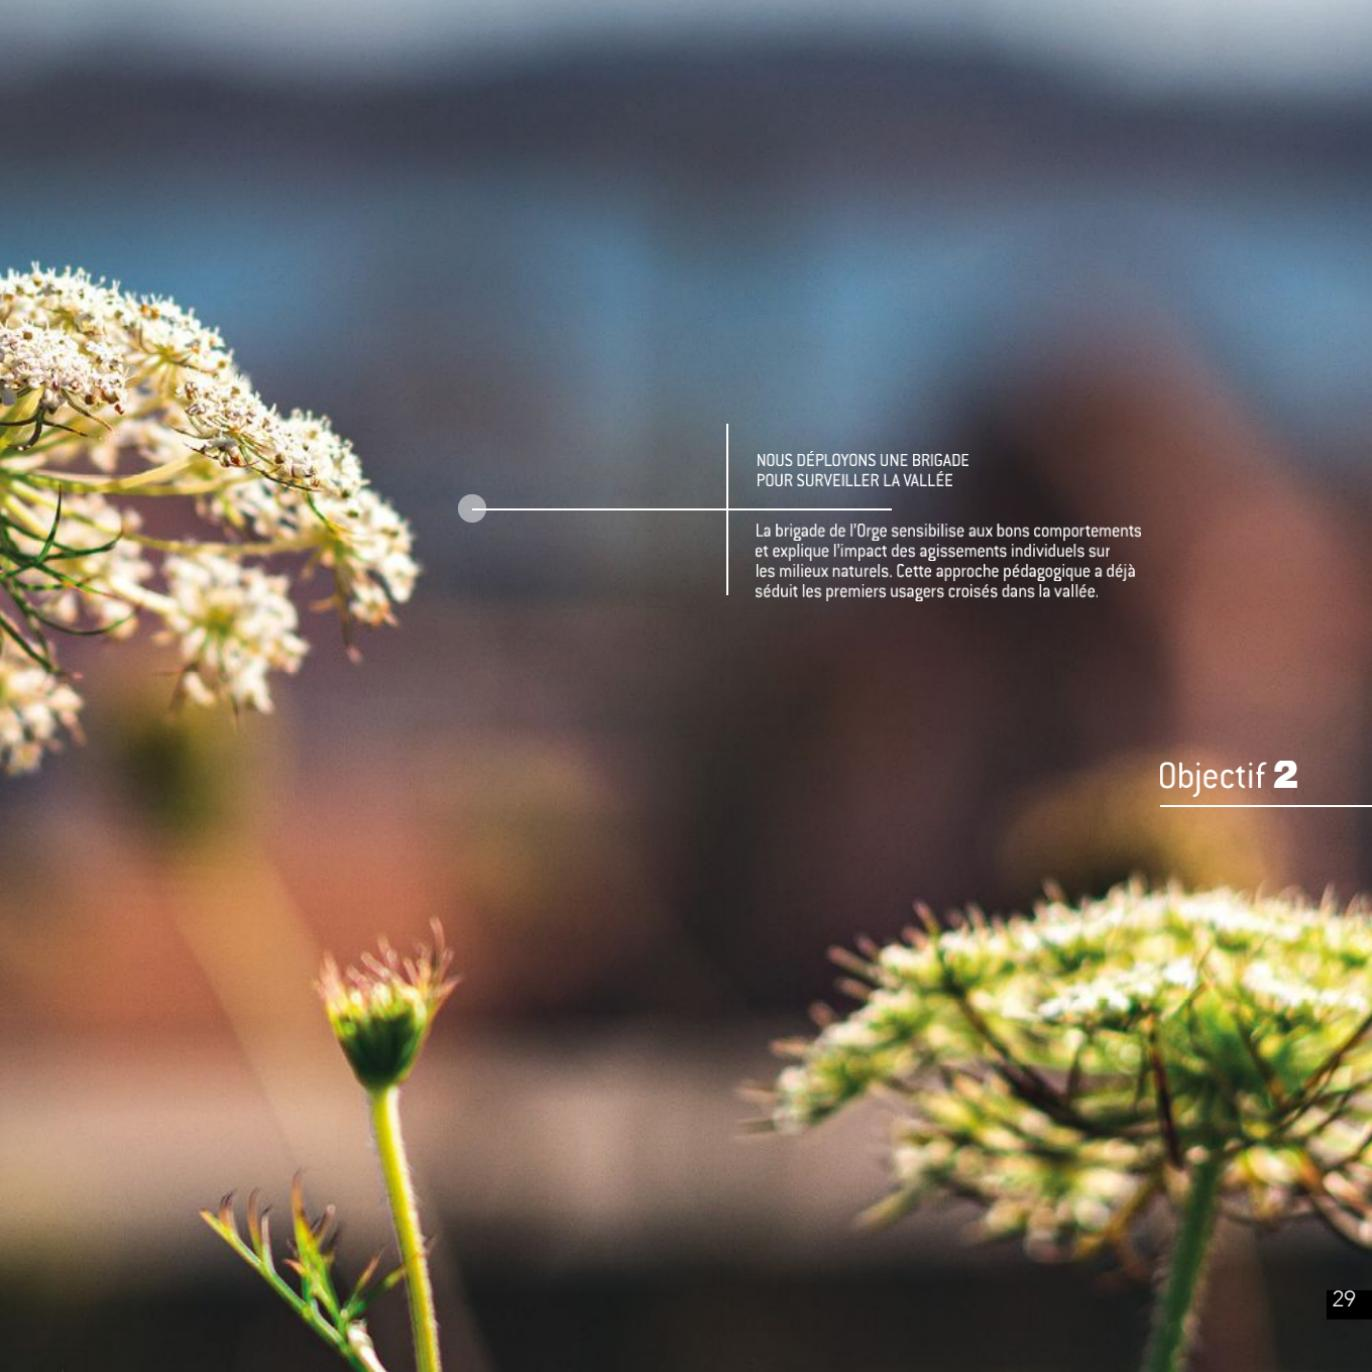 NOUS DÉPLOYONS UNE BRIGADE
POUR SURVEILLER LA VALLÉE
La brigade de l'Orge sensibilise aux bons comportements
et explique l'impact des agissements individuels sur
les milieux naturels. Cette approche pédagogique a déjà
séduit les premiers usagers croisés dans la vallée.
Objectif 2
29